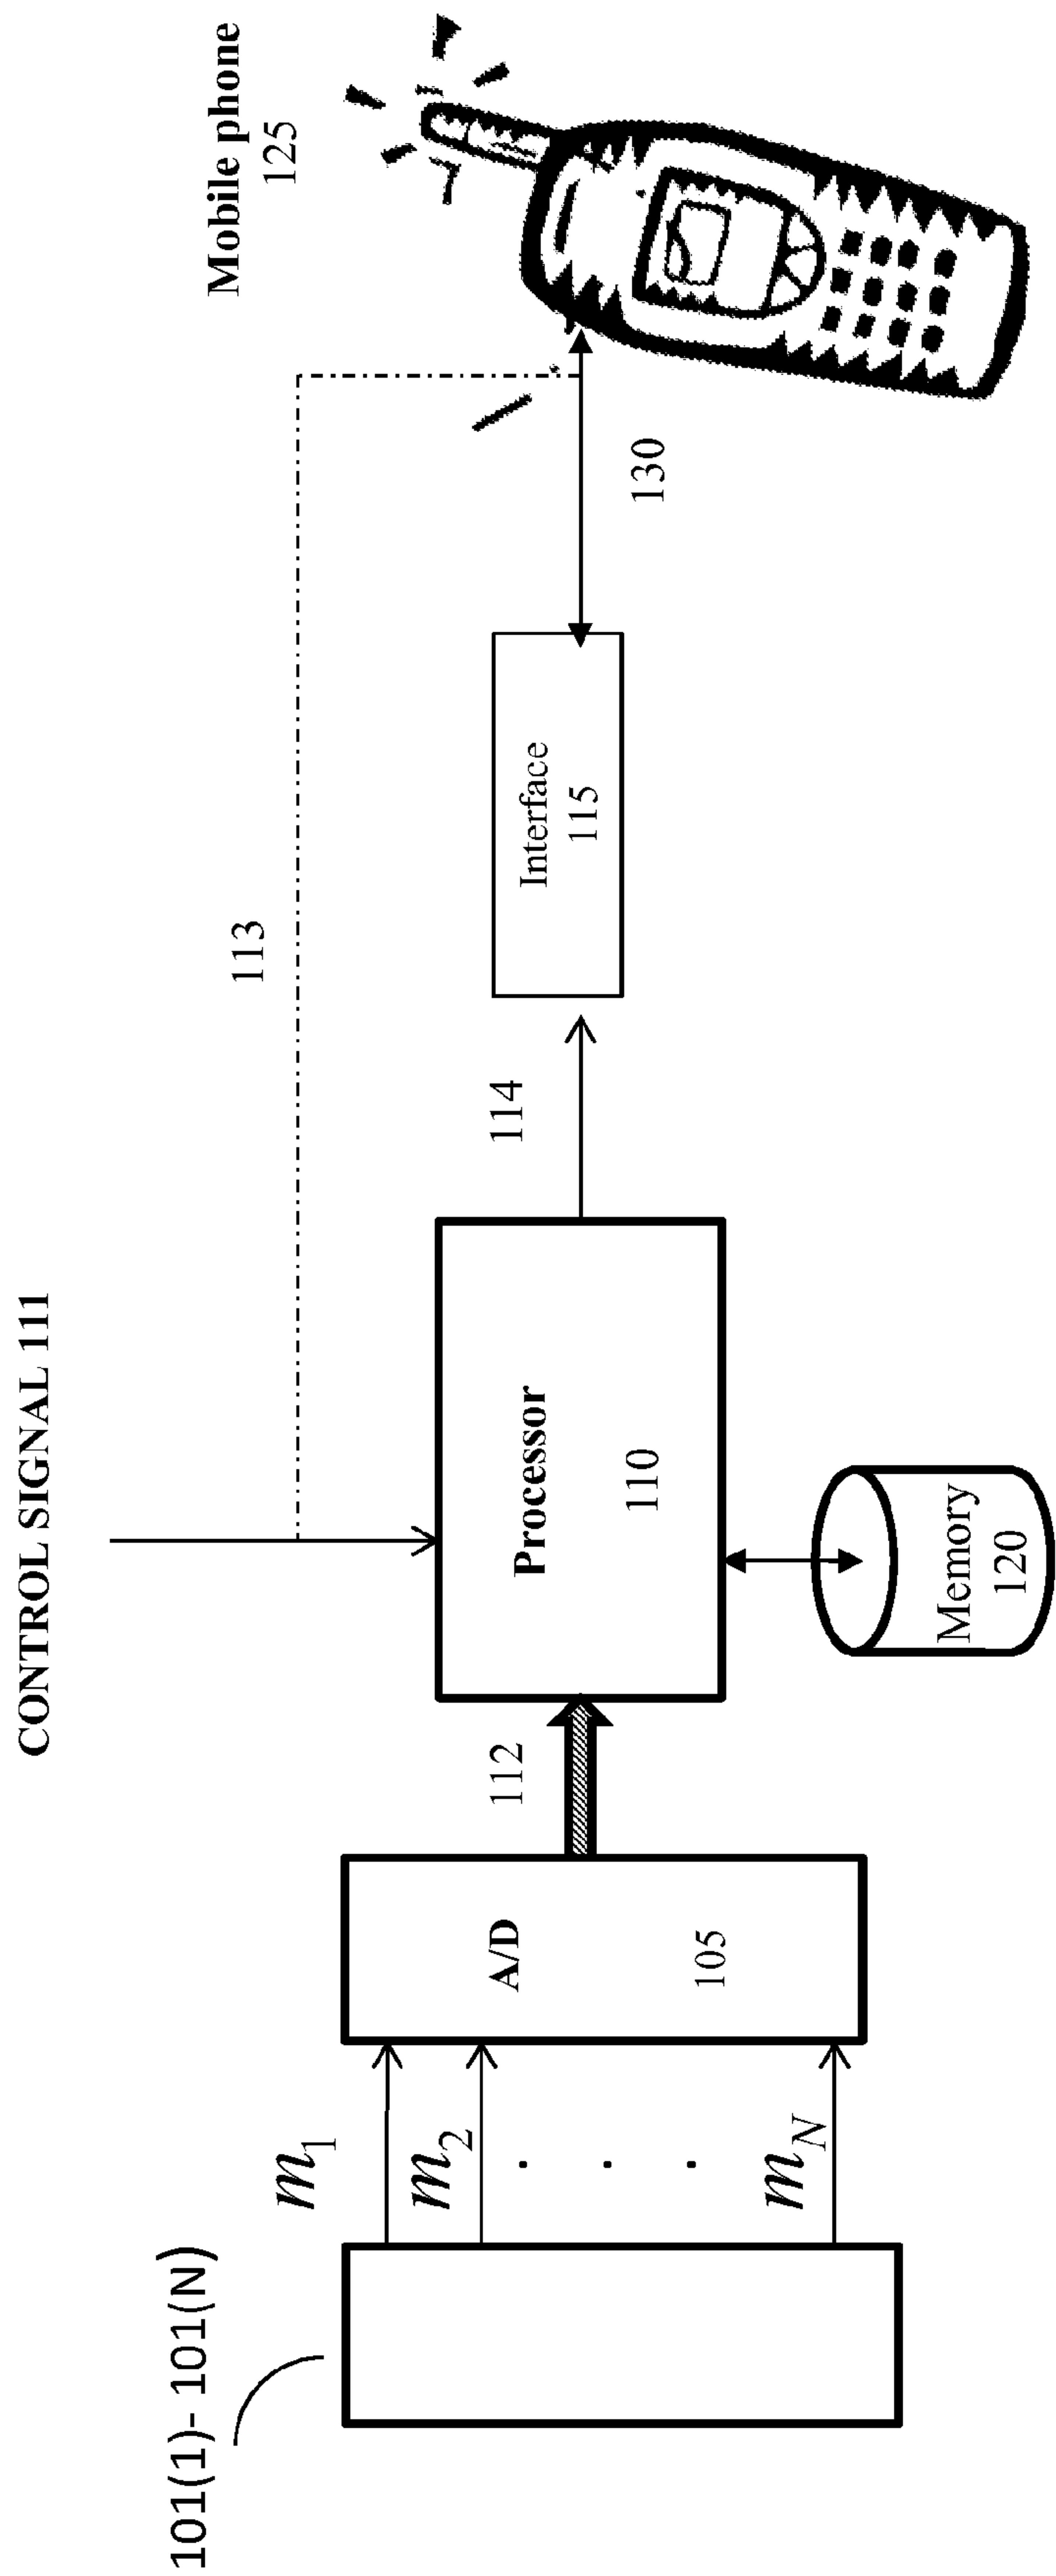 CONTROL SIGNAL 111
101(1)- 101(N)
m1
m2
. . .
mN
A/D
105
112
Processor
110
Memory
120
114
113
Interface
115
130
Mobile phone
125